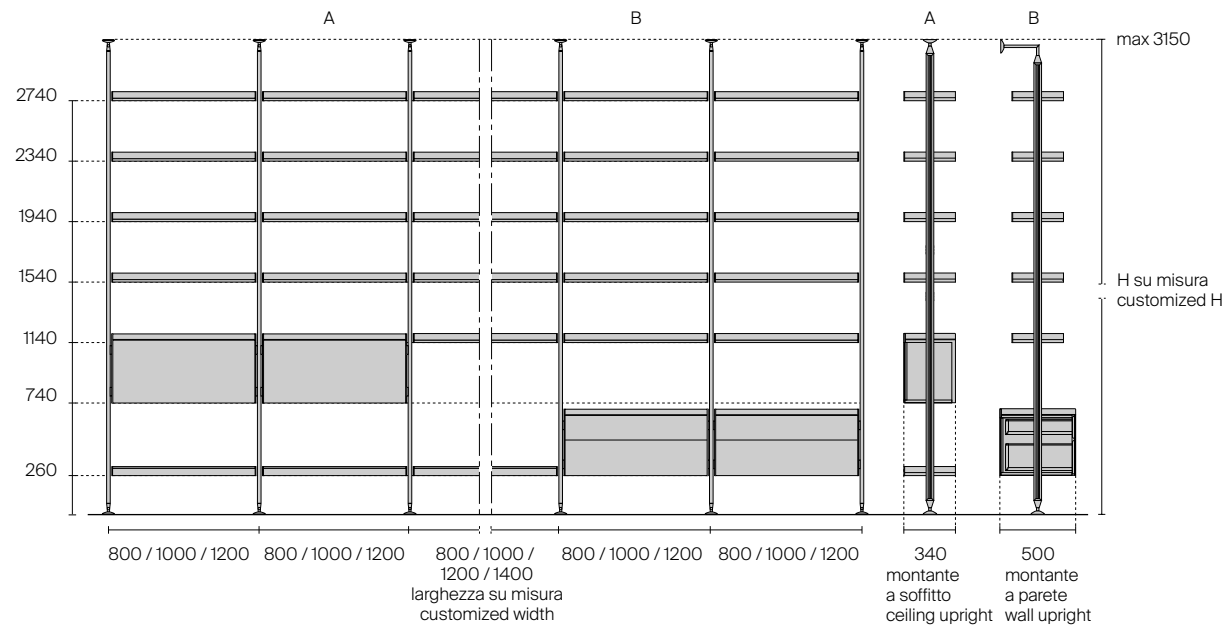 A
B
A
B
max 3150
2740
2340
1940
1540
1140
740
260
H su misura
customized H
800 / 1000 / 1200
800 / 1000 / 1200
800 / 1000 /
1200 / 1400
larghezza su misura
customized width
800 / 1000 / 1200
800 / 1000 / 1200
340
montante
a soffitto
ceiling upright
500
montante
a parete
wall upright